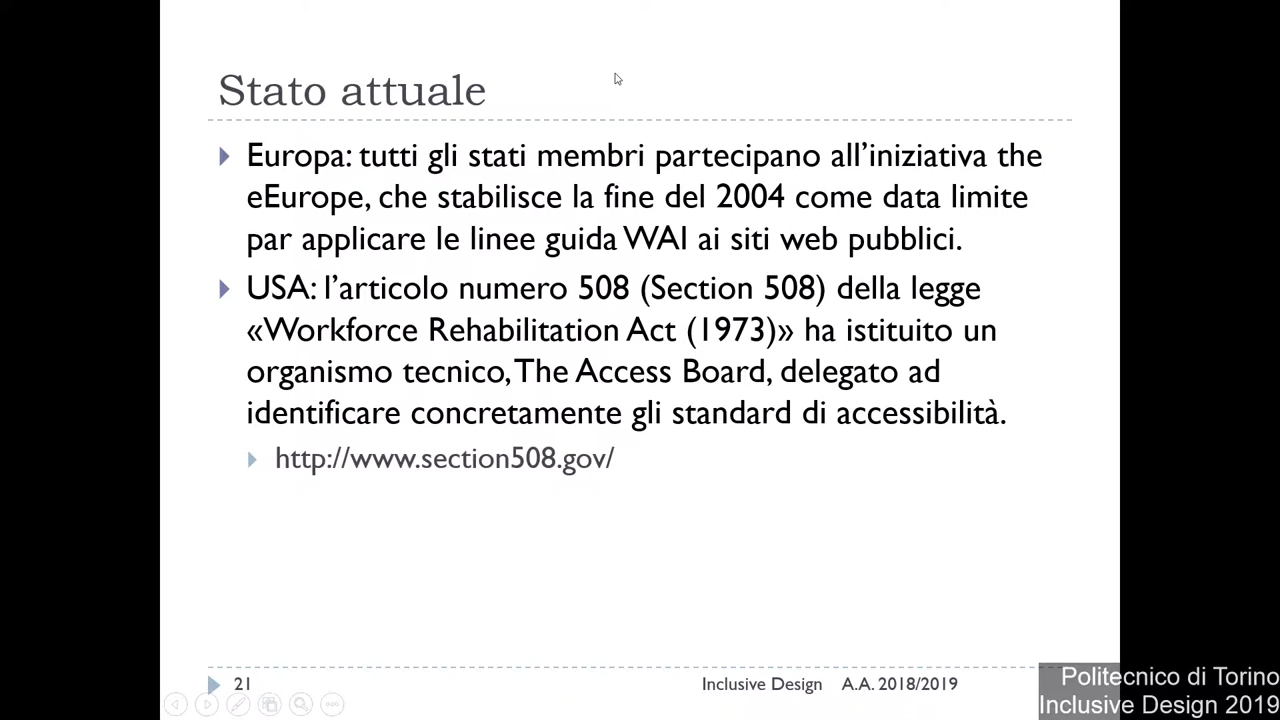 Stato attuale
Europa: tutti gli stati membri partecipano all’iniziativa the
eEurope, che stabilisce la fine del 2004 come data limite
par applicare le linee guida WAI ai siti web pubblici.
USA: l’articolo numero 508 (Section 508) della legge
«Workforce Rehabilitation Act (1973)» ha istituito un
organismo tecnico, The Access Board, delegato ad
identificare concretamente gli standard di accessibilità.
http://www.section508.gov/
21 Inclusive Design A.A. 2018/2019
Politecnico di Torino
Inclusive Design 2019